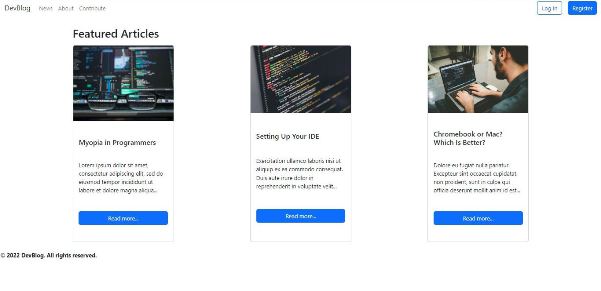 DevBlog News About Contribute Log In Register
Featured Articles
Myopia in Programmers
Lorem ipsum dolor sit amet,
consectetur adipiscing elit, sed do
eiusmod tempor incididunt ut
labore et dolore magna aliqua...
Read more...
Setting Up Your IDE
Exercitation ullamco laboris nisi ut
aliquip ex ea commodo consequat.
Duis aute irure dolor in
reprehenderit in voluptate velit...
Read more...
Chromebook or Mac?
Which Is Better?
Dolore eu fugiat nulla pariatur.
Excepteur sint occaecat cupidatat
non proident, sunt in culpa qui
officia deserunt mollit anim id est...
Read more...
© 2022 DevBlog. All rights reserved.